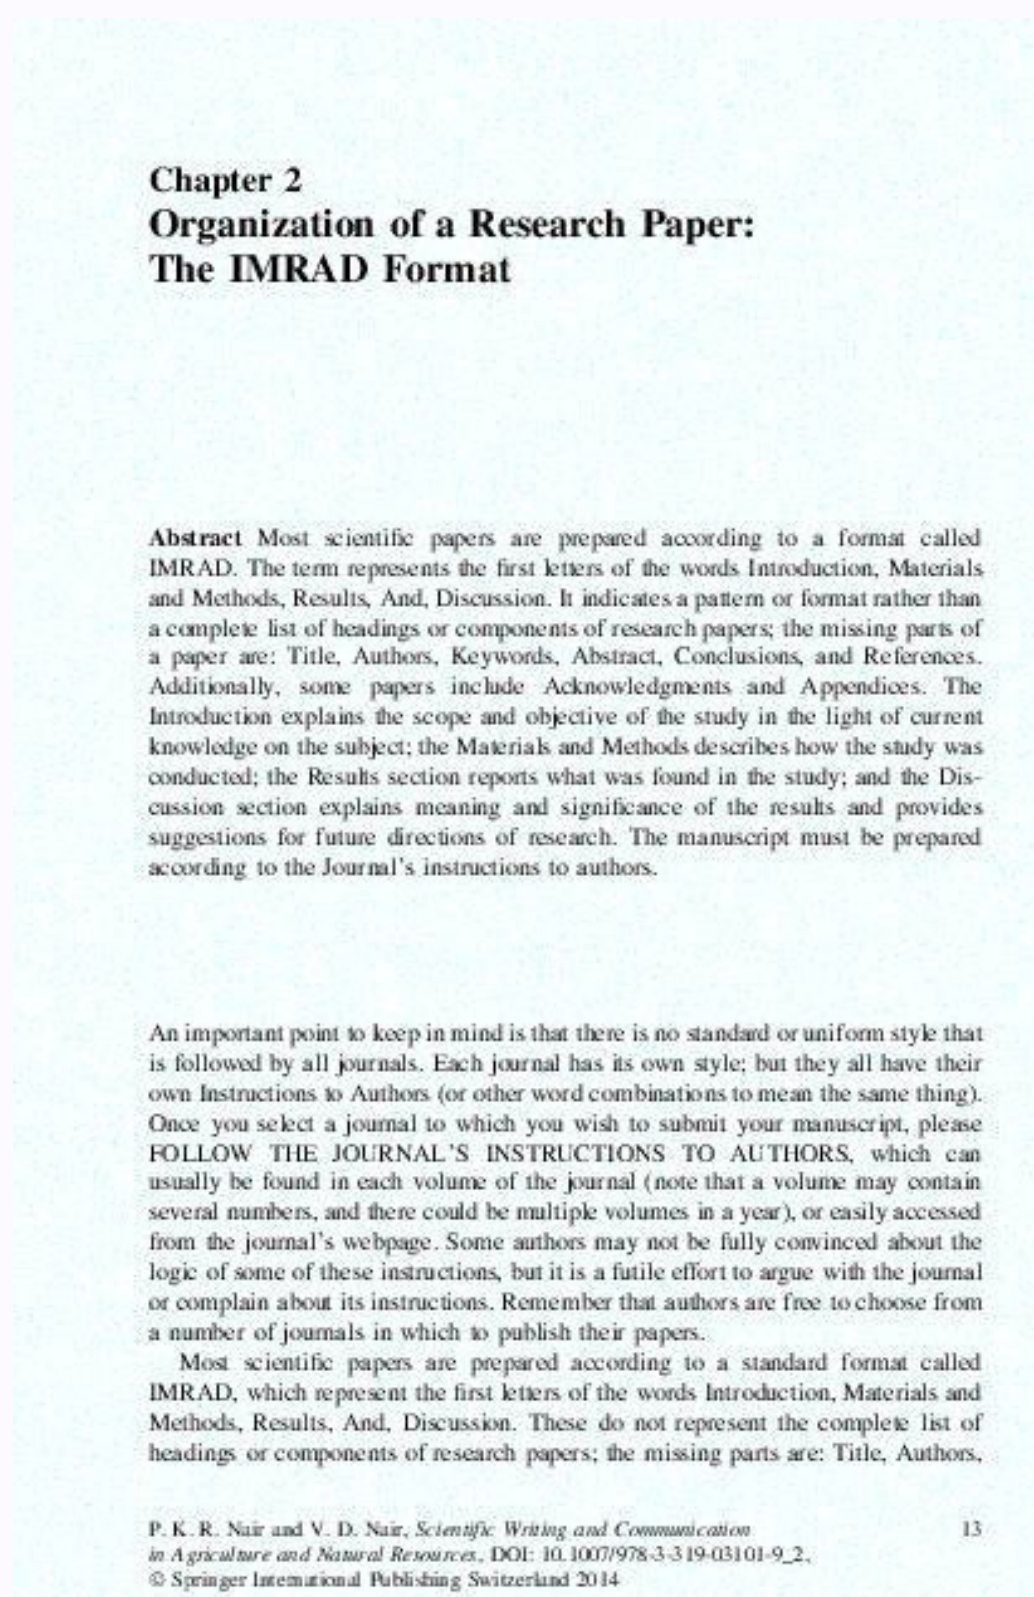 Chapter 2
Organization of a Research Paper:
The IMRAD Format
Abstract Most scientific papers are prepared according to a format called
IMRAD. The term represents the first letters of the words Introduction, Materials
and Methods, Results, And, Discussion. It indicates a pattern or format rather than
a complete list of headings or components of research papers; the missing parts of
a paper are: Title, Authors, Keywords, Abstract, Conclusions, and References.
Additionally, some papers include Acknowledgments and Appendices. The
Introduction explains the scope and objective of the study in the light of current
knowledge on the subject; the Materials and Methods describes how the study was
conducted; the Results section reports what was found in the study; and the Dis-
cussion section explains meaning and significance of the results and provides
suggestions for future directions of research. The manuscript must be prepared
according to the Journal's instructions to authors.
An important point to keep in mind is that there is no standard or uniform style that
is followed by all journals. Each journal has its own style; but they all have their
own Instructions to Authors (or other word combinations to mean the same thing).
Once you select a journal to which you wish to submit your manuscript, please
FOLLOW THE JOURNAL'S INSTRUCTIONS TO AUTHORS, which can
usually be found in each volume of the journal (note that a volume may contain
several numbers, and there could be multiple volumes in a year), or easily accessed
from the journal's webpage. Some authors may not be fully convinced about the
logic of some of these instructions, but it is a futile effort to argue with the journal
or complain about its instructions. Remember that authors are free to choose from
a number of journals in which to publish their papers.
Most scientific papers are prepared according to a standard format called
IMRAD, which represent the first letters of the words Introduction, Materials and
Methods, Results, And, Discussion. These do not represent the complete list of
headings or components of research papers; the missing parts are: Title, Authors,
P. K. R. Nair and V. D. Nair, Scientific Writing and Communication
in Agriculture and Natural Resources, DOI: 10.1007/978-3-319-03101-9_2,
© Springer International Publishing Switzerland 2014
13